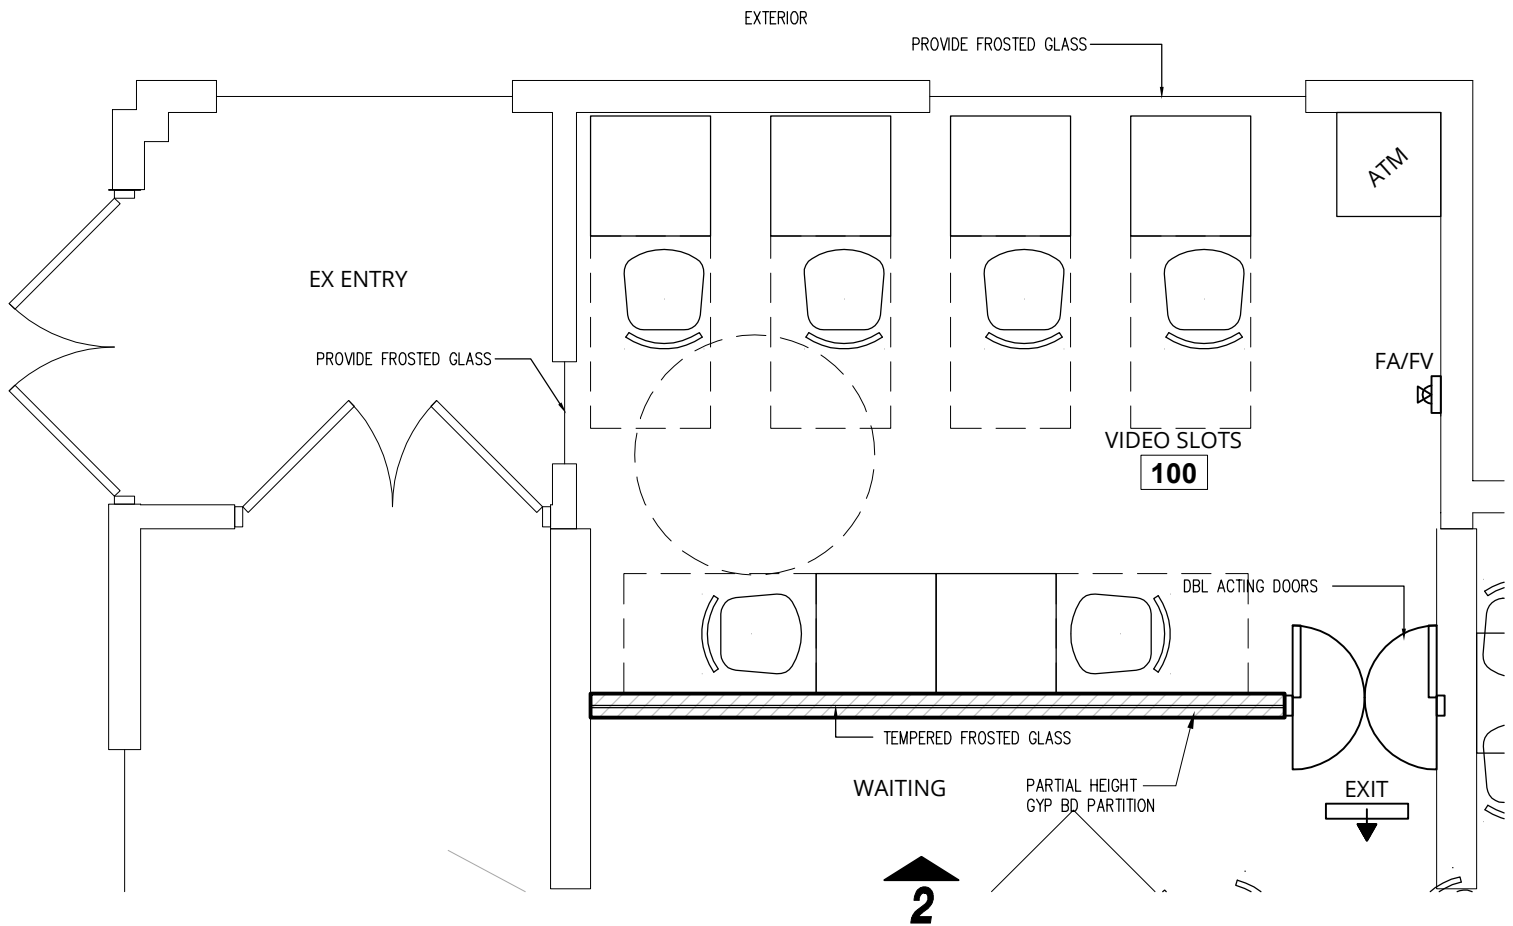 EXTERIOR
PROVIDE FROSTED GLASS
ATM
EX ENTRY
PROVIDE FROSTED GLASS
FA/FV
VIDEO SLOTS
100
DBL ACTING DOORS
TEMPERED FROSTED GLASS
WAITING
PARTIAL HEIGHT
GYP BD PARTITION
EXIT
2